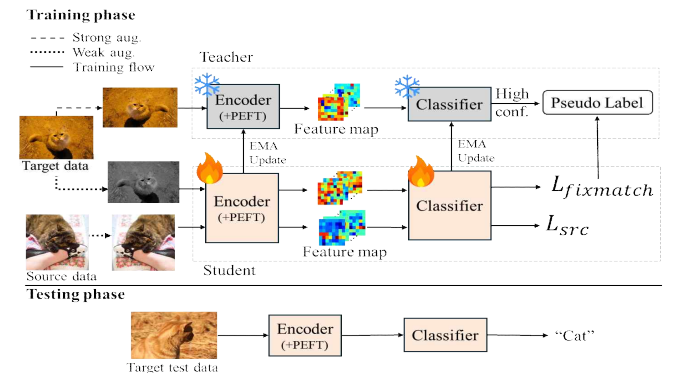 Training phase
Strong aug.
Weak aug.
Training flow
Teacher
Encoder
(+PEFT)
Feature map
Classifier
High
conf.
Pseudo Label
Target data
EMA
Update
EMA
Update
Encoder
(+PEFT)
Feature map
Classifier
L_fixmatch
L_src
Source data
Student
Testing phase
Encoder
(+PEFT)
Classifier
“Cat”
Target test data